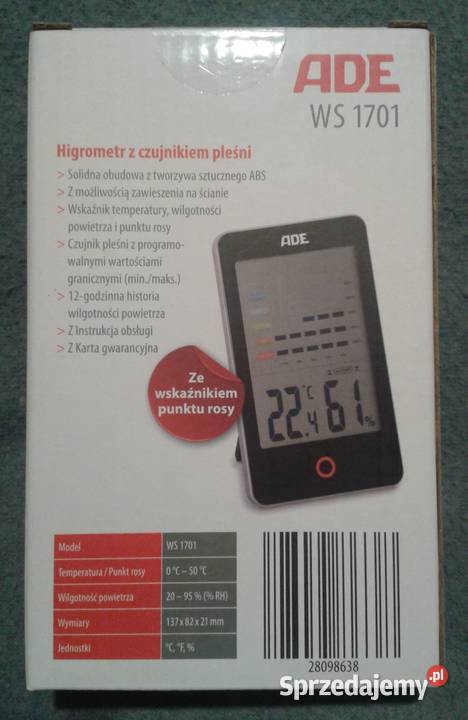 ADE
WS 1701
Higrometr z czujnikiem pleśni
> Solidna obudowa z tworzywa sztucznego ABS
> Z możliwością zawieszenia na ścianie
> Wskaźnik temperatury, wilgotności
powietrza i punktu rosy
> Czujnik pleśni z programo-
walnymi wartościami
granicznymi (min./maks.)
> 12-godzinna historia
wilgotności powietrza
> Z Instrukcja obsługi
> Z Karta gwarancyjna
ADE
22.4 °C 61 %
Ze
wskaźnikiem
punktu rosy
Model WS 1701
Temperatura / Punkt rosy 0 °C – 50 °C
Wilgotność powietrza 20 – 95 % (% RH)
Wymiary 137 x 82 x 21 mm
Jednostki °C, °F, %
28098638
Sprzedajemy.pl